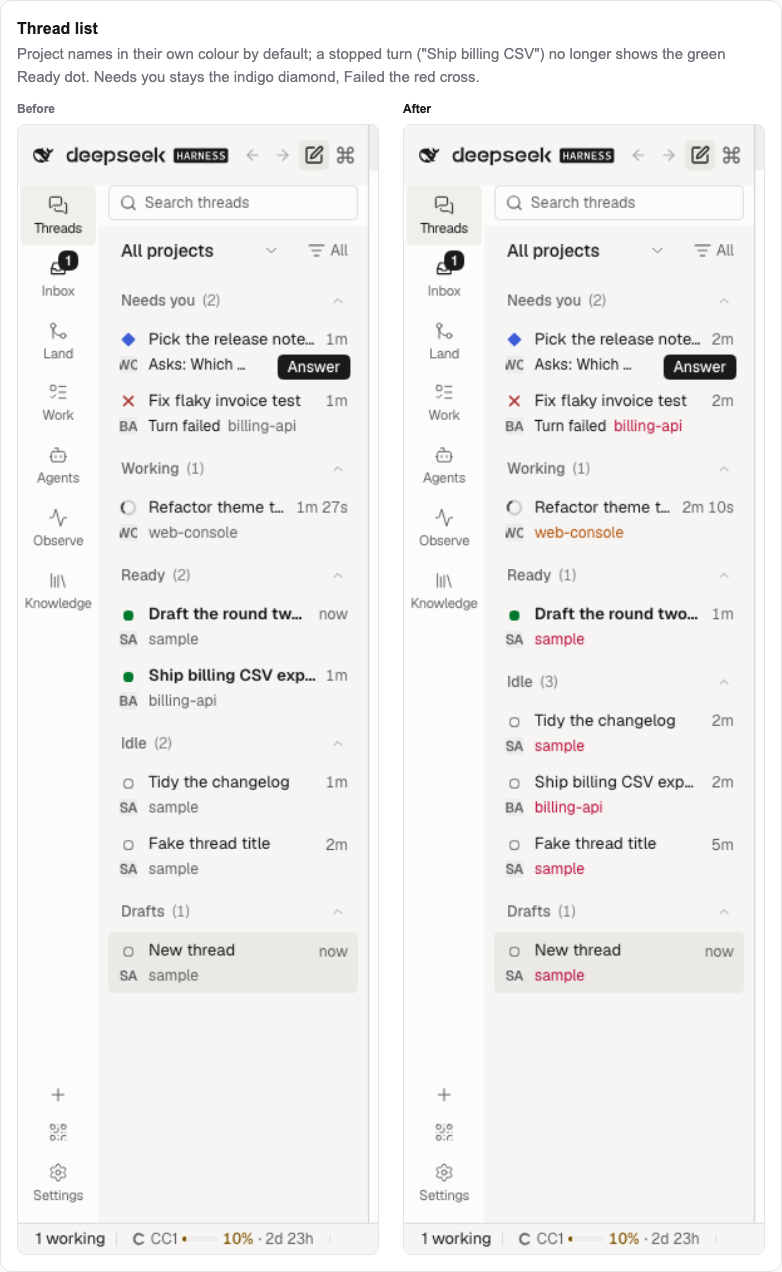 Thread list
Project names in their own colour by default; a stopped turn ("Ship billing CSV") no longer shows the green
Ready dot. Needs you stays the indigo diamond, Failed the red cross.
Before
deepseek HARNESS
Threads
Search threads
All projects
All
1
Inbox
Land
Work
Agents
Observe
Knowledge
Needs you (2)
Pick the release note... 1m
WC Asks: Which ... Answer
Fix flaky invoice test 1m
BA Turn failed billing-api
Working (1)
Refactor theme t... 1m 27s
WC web-console
Ready (2)
Draft the round tw... now
SA sample
Ship billing CSV exp... 1m
BA billing-api
Idle (2)
Tidy the changelog 1m
SA sample
Fake thread title 2m
SA sample
Drafts (1)
New thread now
SA sample
Settings
1 working
CC1 10% · 2d 23h
After
deepseek HARNESS
Threads
Search threads
All projects
All
1
Inbox
Land
Work
Agents
Observe
Knowledge
Needs you (2)
Pick the release note... 2m
WC Asks: Which ... Answer
Fix flaky invoice test 2m
BA Turn failed billing-api
Working (1)
Refactor theme t... 2m 10s
WC web-console
Ready (1)
Draft the round two... 1m
SA sample
Idle (3)
Tidy the changelog 2m
SA sample
Ship billing CSV exp... 2m
BA billing-api
Fake thread title 5m
SA sample
Drafts (1)
New thread now
SA sample
Settings
1 working
CC1 10% · 2d 23h